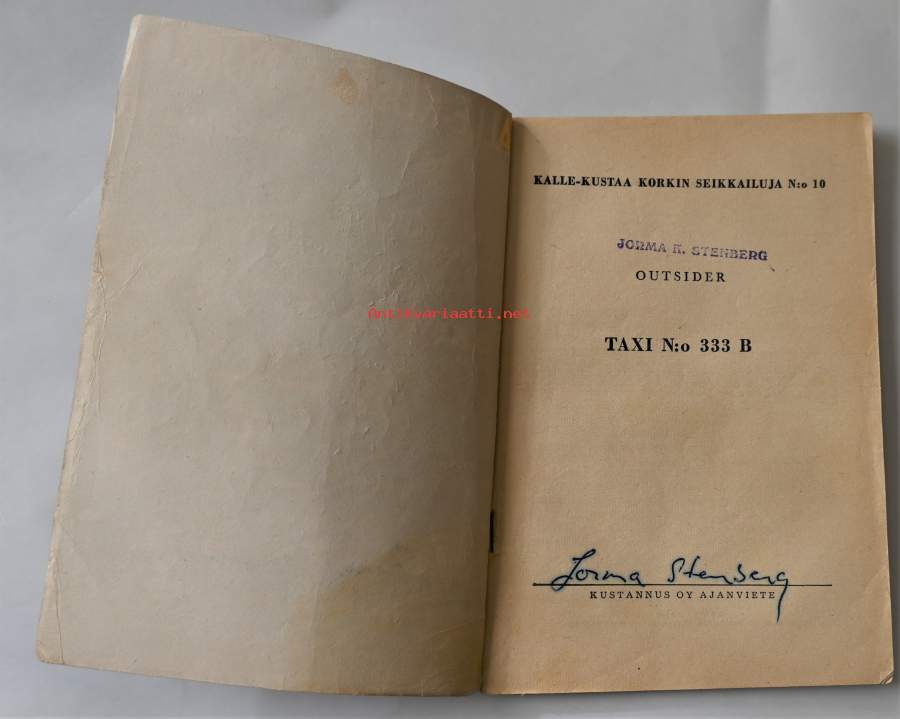 KALLE-KUSTAA KORKIN SEIKKAILUJA N:o 10
JORMA K. STENBERG
OUTSIDER
Antikvariaatti.net
TAXI N:o 333 B
Jorma Stenberg
KUSTANNUS OY AJANVIETE